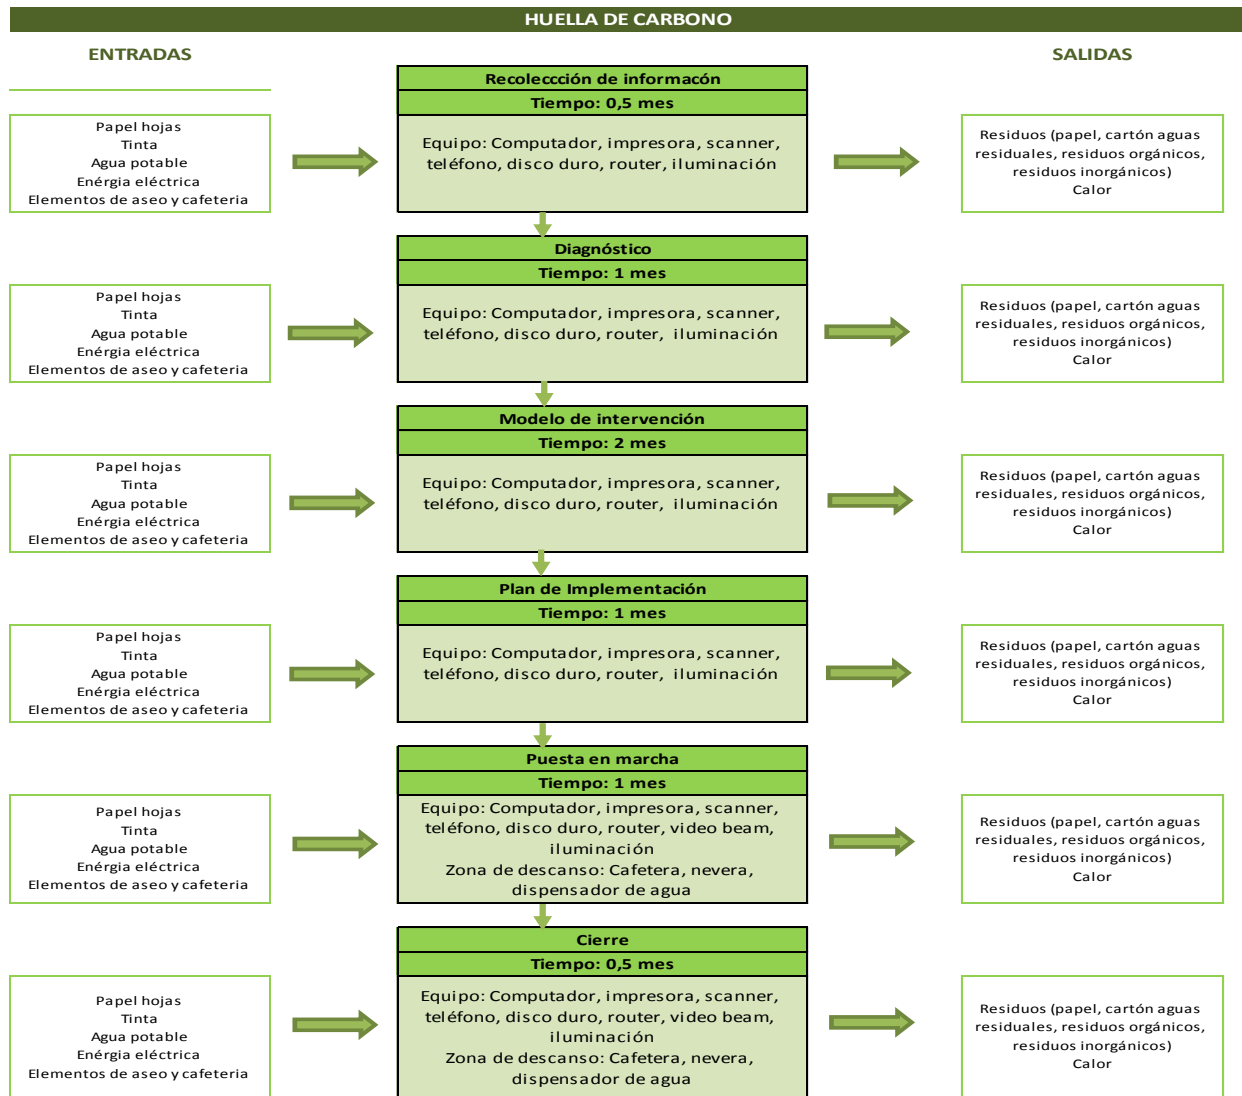 HUELLA DE CARBONO
ENTRADAS
SALIDAS
Recoleccción de informacón
Tiempo: 0,5 mes
Papel hojas
Tinta
Agua potable
Enérgia eléctrica
Elementos de aseo y cafeteria
Equipo: Computador, impresora, scanner,
teléfono, disco duro, router, iluminación
Residuos (papel, cartón aguas
residuales, residuos orgánicos,
residuos inorgánicos)
Calor
Diagnóstico
Tiempo: 1 mes
Papel hojas
Tinta
Agua potable
Enérgia eléctrica
Elementos de aseo y cafeteria
Equipo: Computador, impresora, scanner,
teléfono, disco duro, router, iluminación
Residuos (papel, cartón aguas
residuales, residuos orgánicos,
residuos inorgánicos)
Calor
Modelo de intervención
Tiempo: 2 mes
Papel hojas
Tinta
Agua potable
Enérgia eléctrica
Elementos de aseo y cafeteria
Equipo: Computador, impresora, scanner,
teléfono, disco duro, router, iluminación
Residuos (papel, cartón aguas
residuales, residuos orgánicos,
residuos inorgánicos)
Calor
Plan de Implementación
Tiempo: 1 mes
Papel hojas
Tinta
Agua potable
Enérgia eléctrica
Elementos de aseo y cafeteria
Equipo: Computador, impresora, scanner,
teléfono, disco duro, router, iluminación
Residuos (papel, cartón aguas
residuales, residuos orgánicos,
residuos inorgánicos)
Calor
Puesta en marcha
Tiempo: 1 mes
Papel hojas
Tinta
Agua potable
Enérgia eléctrica
Elementos de aseo y cafeteria
Equipo: Computador, impresora, scanner,
teléfono, disco duro, router, video beam,
iluminación
Zona de descanso: Cafetera, nevera,
dispensador de agua
Residuos (papel, cartón aguas
residuales, residuos orgánicos,
residuos inorgánicos)
Calor
Cierre
Tiempo: 0,5 mes
Papel hojas
Tinta
Agua potable
Enérgia eléctrica
Elementos de aseo y cafeteria
Equipo: Computador, impresora, scanner,
teléfono, disco duro, router, video beam,
iluminación
Zona de descanso: Cafetera, nevera,
dispensador de agua
Residuos (papel, cartón aguas
residuales, residuos orgánicos,
residuos inorgánicos)
Calor